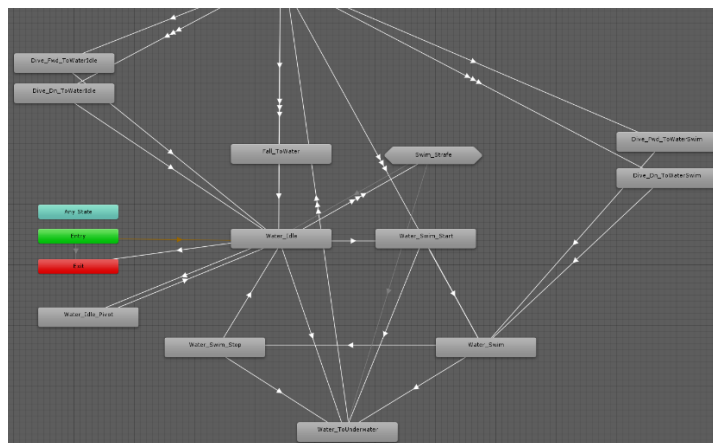 Dive_Fwd_ToWaterIdle
Dive_Dn_ToWaterIdle
Dive_Fwd_ToWaterSwim
Fall_ToWater
Swim_Strafe
Dive_Dn_ToWaterSwim
Any State
Entry
Water_Idle
Water_Swim_Start
Exit
Water_Idle_Pivot
Water_Swim_Stop
Water_Swim
Water_ToUnderwater